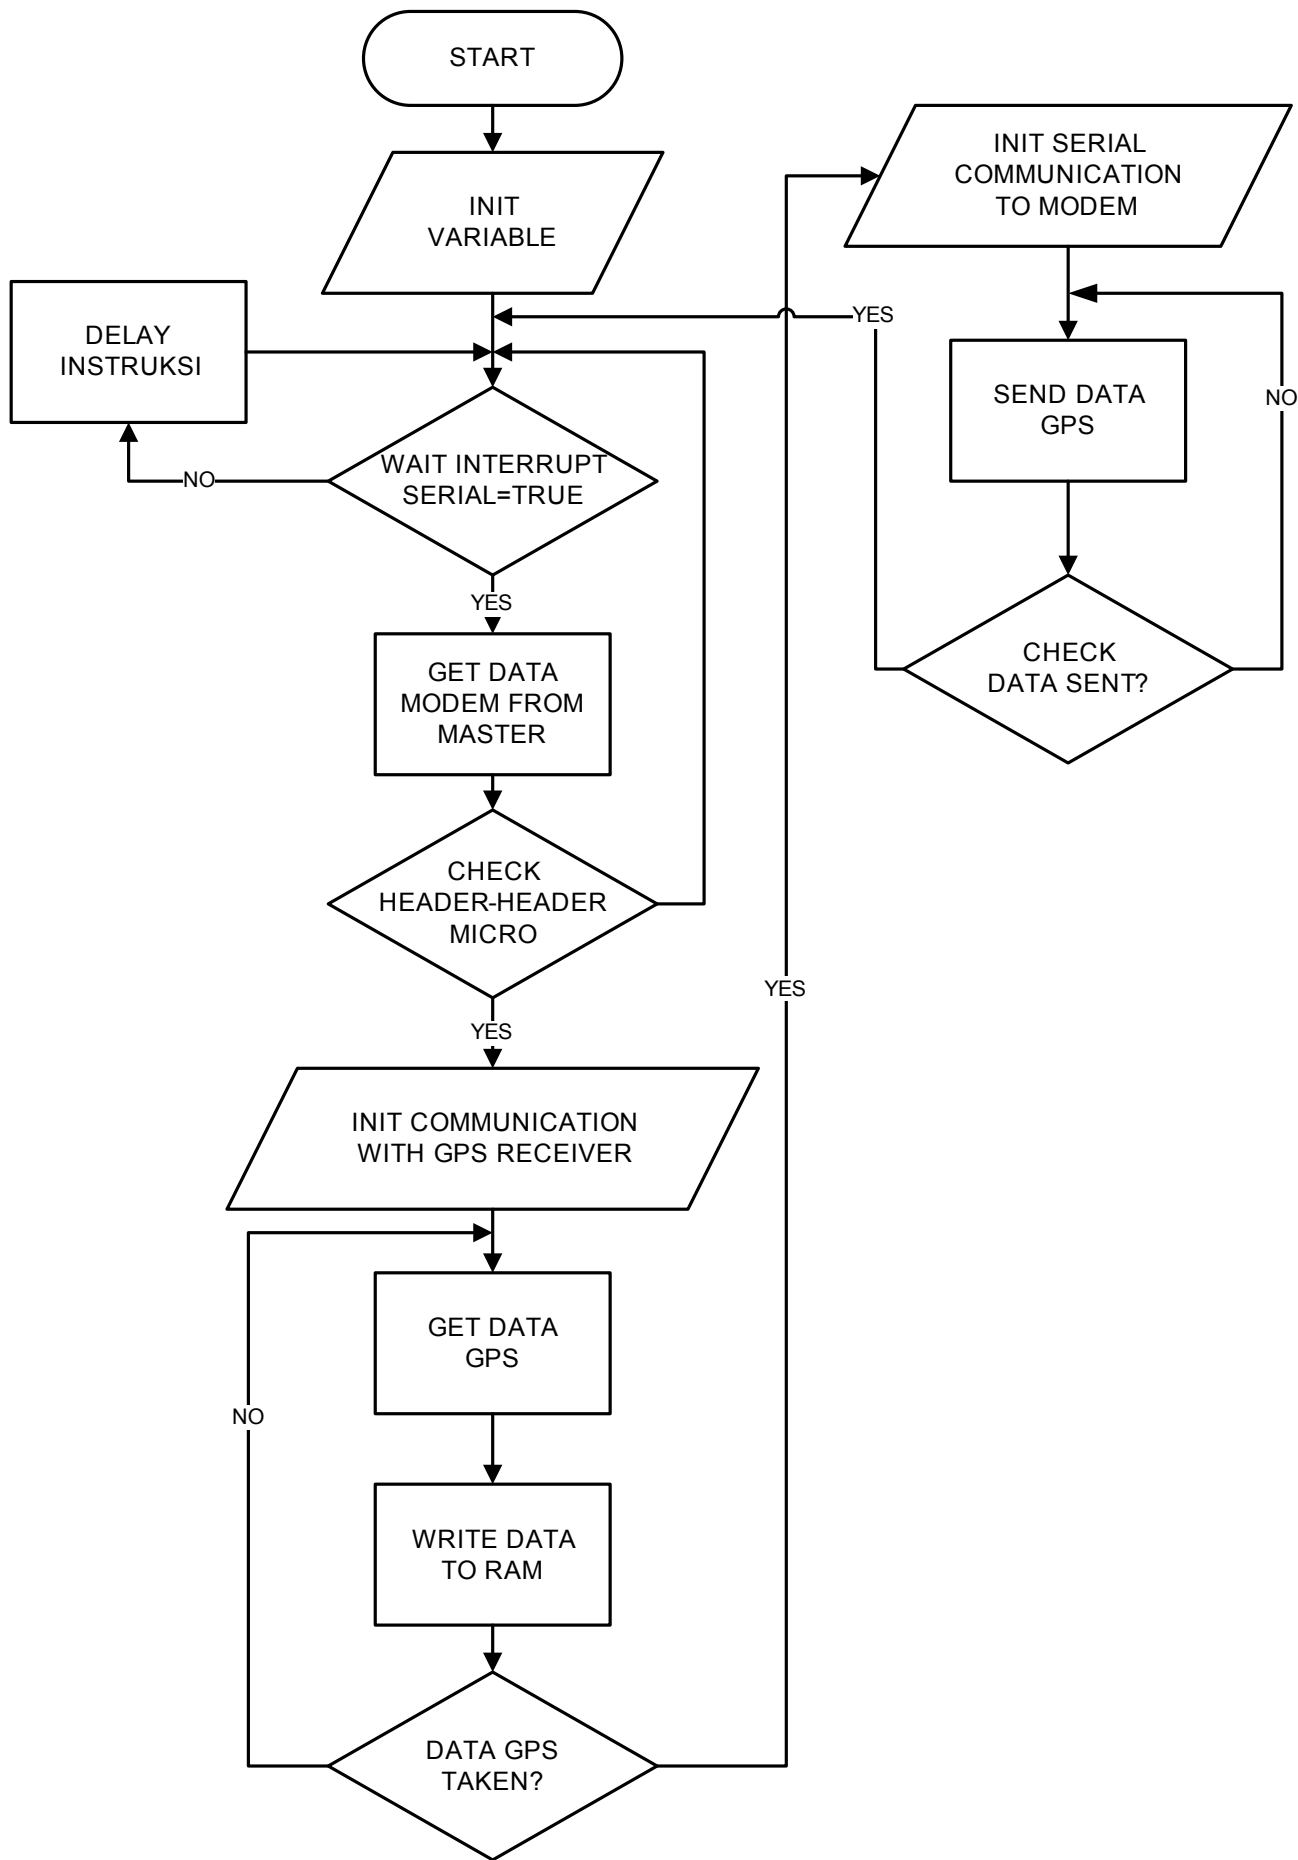 START
INIT
VARIABLE
DELAY
INSTRUKSI
NO
WAIT INTERRUPT
SERIAL=TRUE
YES
GET DATA
MODEM FROM
MASTER
CHECK
HEADER-HEADER
MICRO
YES
INIT COMMUNICATION
WITH GPS RECEIVER
GET DATA
GPS
NO
WRITE DATA
TO RAM
DATA GPS
TAKEN?
YES
INIT SERIAL
COMMUNICATION
TO MODEM
YES
SEND DATA
GPS
NO
CHECK
DATA SENT?